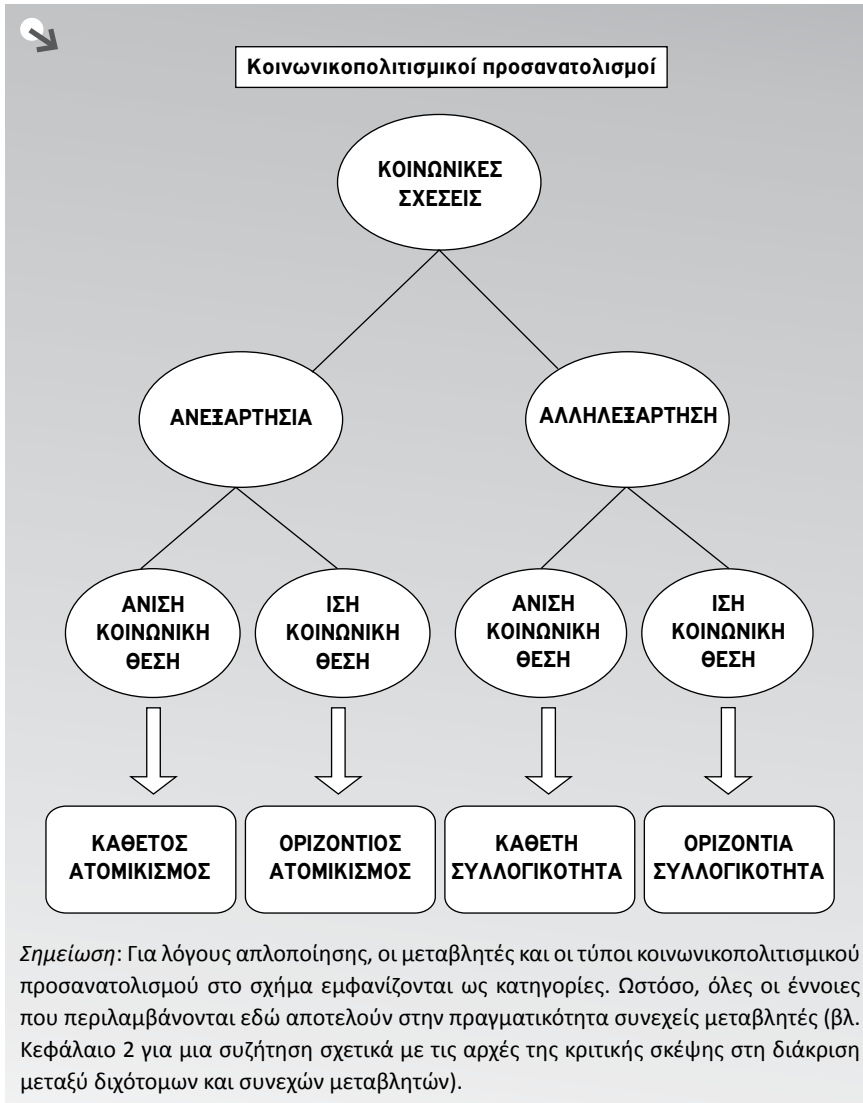 Κοινωνικοπολιτισμικοί προσανατολισμοί
ΚΟΙΝΩΝΙΚΕΣ
ΣΧΕΣΕΙΣ
ΑΝΕΞΑΡΤΗΣΙΑ
ΑΛΛΗΛΕΞΑΡΤΗΣΗ
ΑΝΙΣΗ
ΚΟΙΝΩΝΙΚΗ
ΘΕΣΗ
ΙΣΗ
ΚΟΙΝΩΝΙΚΗ
ΘΕΣΗ
ΑΝΙΣΗ
ΚΟΙΝΩΝΙΚΗ
ΘΕΣΗ
ΙΣΗ
ΚΟΙΝΩΝΙΚΗ
ΘΕΣΗ
ΚΑΘΕΤΟΣ
ΑΤΟΜΙΚΙΣΜΟΣ
ΟΡΙΖΟΝΤΙΟΣ
ΑΤΟΜΙΚΙΣΜΟΣ
ΚΑΘΕΤΗ
ΣΥΛΛΟΓΙΚΟΤΗΤΑ
ΟΡΙΖΟΝΤΙΑ
ΣΥΛΛΟΓΙΚΟΤΗΤΑ
Σημείωση: Για λόγους απλοποίησης, οι μεταβλητές και οι τύποι κοινωνικοπολιτισμικού
προσανατολισμού στο σχήμα εμφανίζονται ως κατηγορίες. Ωστόσο, όλες οι έννοιες
που περιλαμβάνονται εδώ αποτελούν στην πραγματικότητα συνεχείς μεταβλητές (βλ.
Κεφάλαιο 2 για μια συζήτηση σχετικά με τις αρχές της κριτικής σκέψης στη διάκριση
μεταξύ διχότομων και συνεχών μεταβλητών).